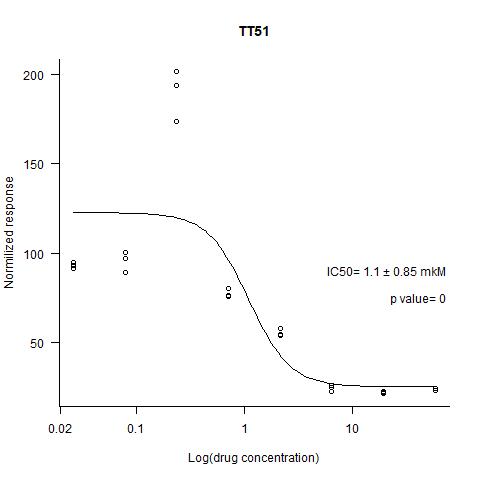 TT51
200
150
100
50
Normilized response
IC50= 1.1 ± 0.85 mkM
p value= 0
0.02 0.1 1 10
Log(drug concentration)